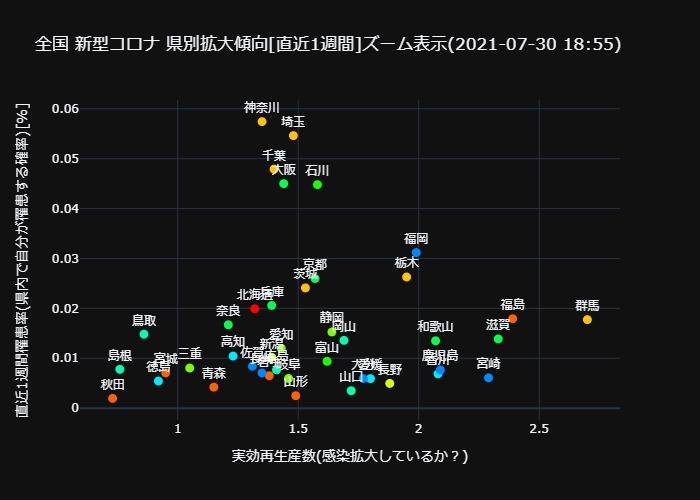 全国 新型コロナ 県別拡大傾向[直近1週間]ズーム表示(2021-07-30 18:55)
直近1週間罹患率(県内で自分が罹患する確率)[%]
0.06
0.05
0.04
0.03
0.02
0.01
0
神奈川
埼玉
千葉
大阪
石川
福岡
栃木
京都
茨城
北海道
兵庫
福島
群馬
鳥取
奈良
静岡
岡山
和歌山
滋賀
愛知
高知
新潟
富山
佐賀
鹿児島
香川
島根
宮城
三重
徳島
岐阜
宮崎
長野
青森
山口
山形
秋田
1
1.5
2
2.5
実効再生産数(感染拡大しているか？)